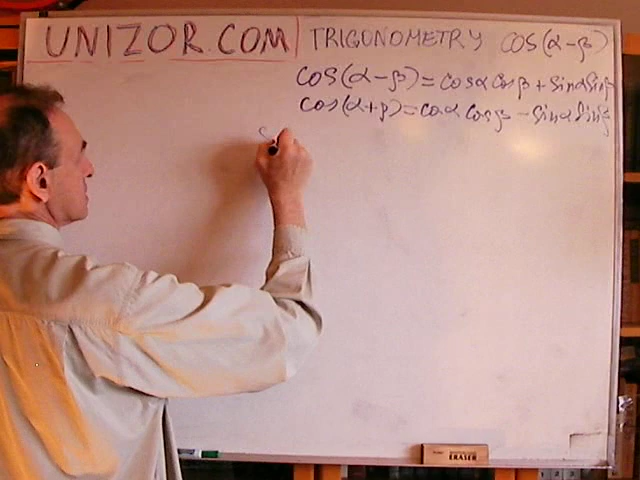 UNIZOR.COM | TRIGONOMETRY COS(α-β)
COS(α-β)=cosα cosβ + sinα sinβ
cos(α+β)=cosα cosβ - sinα sinβ
S
ERASER